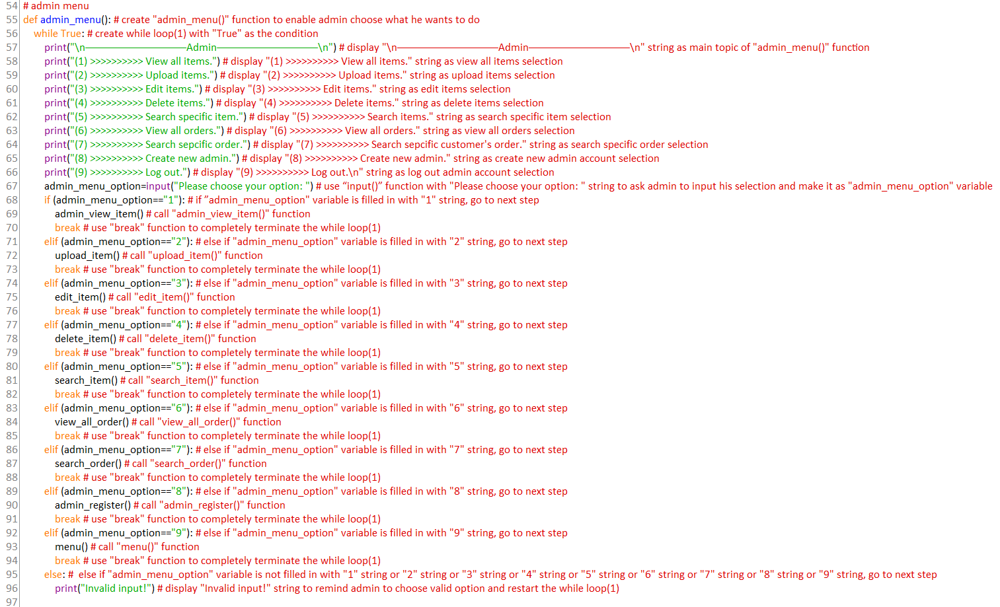 54 # admin menu
55 def admin_menu(): # create "admin_menu()" function to enable admin choose what he wants to do
56 while True: # create while loop(1) with "True" as the condition
57 print("\n———————————Admin———————————\n") # display "\n———————————Admin———————————\n" string as main topic of "admin_menu()" function
58 print("(1) >>>>>>>>>> View all items.") # display "(1) >>>>>>>>>> View all items." string as view all items selection
59 print("(2) >>>>>>>>>> Upload items.") # display "(2) >>>>>>>>>> Upload items." string as upload items selection
60 print("(3) >>>>>>>>>> Edit items.") # display "(3) >>>>>>>>>> Edit items." string as edit items selection
61 print("(4) >>>>>>>>>> Delete items.") # display "(4) >>>>>>>>>> Delete items." string as delete items selection
62 print("(5) >>>>>>>>>> Search specific item.") # display "(5) >>>>>>>>>> Search items." string as search specific item selection
63 print("(6) >>>>>>>>>> View all orders.") # display "(6) >>>>>>>>>> View all orders." string as view all orders selection
64 print("(7) >>>>>>>>>> Search sepcific order.") # display "(7) >>>>>>>>>> Search sepcific customer's order." string as search specific order selection
65 print("(8) >>>>>>>>>> Create new admin.") # display "(8) >>>>>>>>>> Create new admin." string as create new admin account selection
66 print("(9) >>>>>>>>>> Log out.") # display "(9) >>>>>>>>>> Log out.\n" string as log out admin account selection
67 admin_menu_option=input("Please choose your option: ") # use “input()” function with "Please choose your option: " string to ask admin to input his selection and make it as "admin_menu_option" variable
68 if (admin_menu_option=="1"): # if ”admin_menu_option" variable is filled in with "1" string, go to next step
69 admin_view_item() # call "admin_view_item()" function
70 break # use "break" function to completely terminate the while loop(1)
71 elif (admin_menu_option=="2"): # else if "admin_menu_option" variable is filled in with "2" string, go to next step
72 upload_item() # call "upload_item()" function
73 break # use "break" function to completely terminate the while loop(1)
74 elif (admin_menu_option=="3"): # else if "admin_menu_option" variable is filled in with "3" string, go to next step
75 edit_item() # call "edit_item()" function
76 break # use "break" function to completely terminate the while loop(1)
77 elif (admin_menu_option=="4"): # else if "admin_menu_option" variable is filled in with "4" string, go to next step
78 delete_item() # call "delete_item()" function
79 break # use "break" function to completely terminate the while loop(1)
80 elif (admin_menu_option=="5"): # else if "admin_menu_option" variable is filled in with "5" string, go to next step
81 search_item() # call "search_item()" function
82 break # use "break" function to completely terminate the while loop(1)
83 elif (admin_menu_option=="6"): # else if "admin_menu_option" variable is filled in with "6" string, go to next step
84 view_all_order() # call "view_all_order()" function
85 break # use "break" function to completely terminate the while loop(1)
86 elif (admin_menu_option=="7"): # else if "admin_menu_option" variable is filled in with "7" string, go to next step
87 search_order() # call "search_order()" function
88 break # use "break" function to completely terminate the while loop(1)
89 elif (admin_menu_option=="8"): # else if "admin_menu_option" variable is filled in with "8" string, go to next step
90 admin_register() # call "admin_register()" function
91 break # use "break" function to completely terminate the while loop(1)
92 elif (admin_menu_option=="9"): # else if "admin_menu_option" variable is filled in with "9" string, go to next step
93 menu() # call "menu()" function
94 break # use "break" function to completely terminate the while loop(1)
95 else: #  else if "admin_menu_option" variable is not filled in with "1" string or "2" string or "3" string or "4" string or "5" string or "6" string or "7" string or "8" string or "9" string, go to next step
96 print("Invalid input!") # display "Invalid input!" string to remind admin to choose valid option and restart the while loop(1)
97